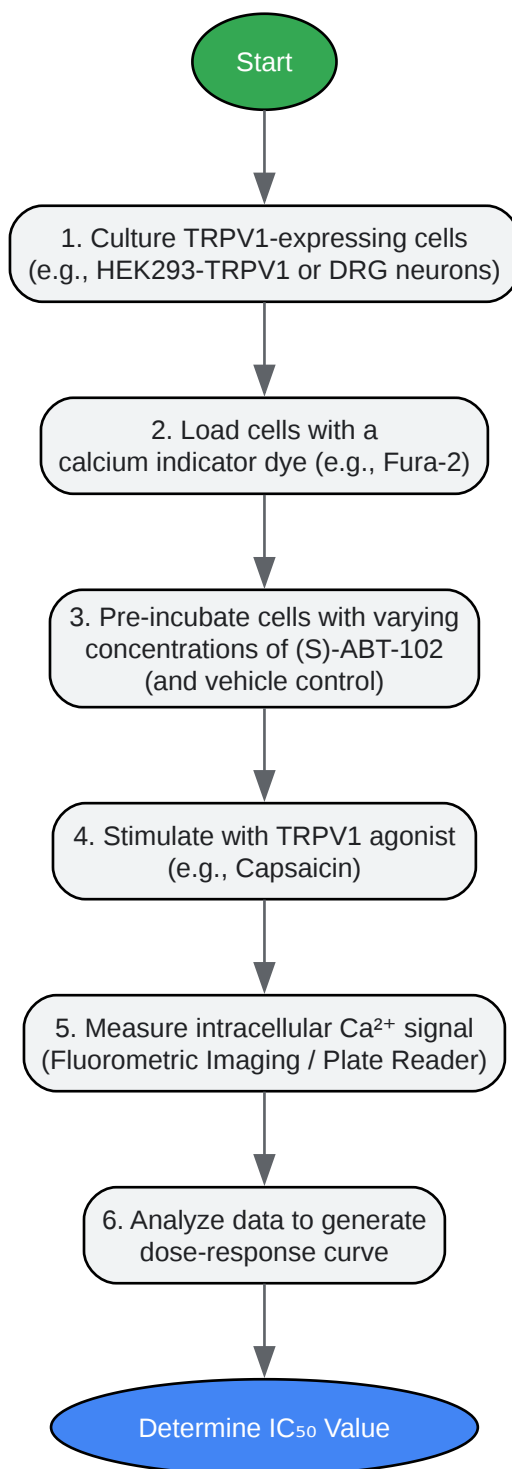 Start
1. Culture TRPV1-expressing cells
(e.g., HEK293-TRPV1 or DRG neurons)
2. Load cells with a
calcium indicator dye (e.g., Fura-2)
3. Pre-incubate cells with varying
concentrations of (S)-ABT-102
(and vehicle control)
4. Stimulate with TRPV1 agonist
(e.g., Capsaicin)
5. Measure intracellular Ca²⁺ signal
(Fluorometric Imaging / Plate Reader)
6. Analyze data to generate
dose-response curve
Determine IC₅₀ Value